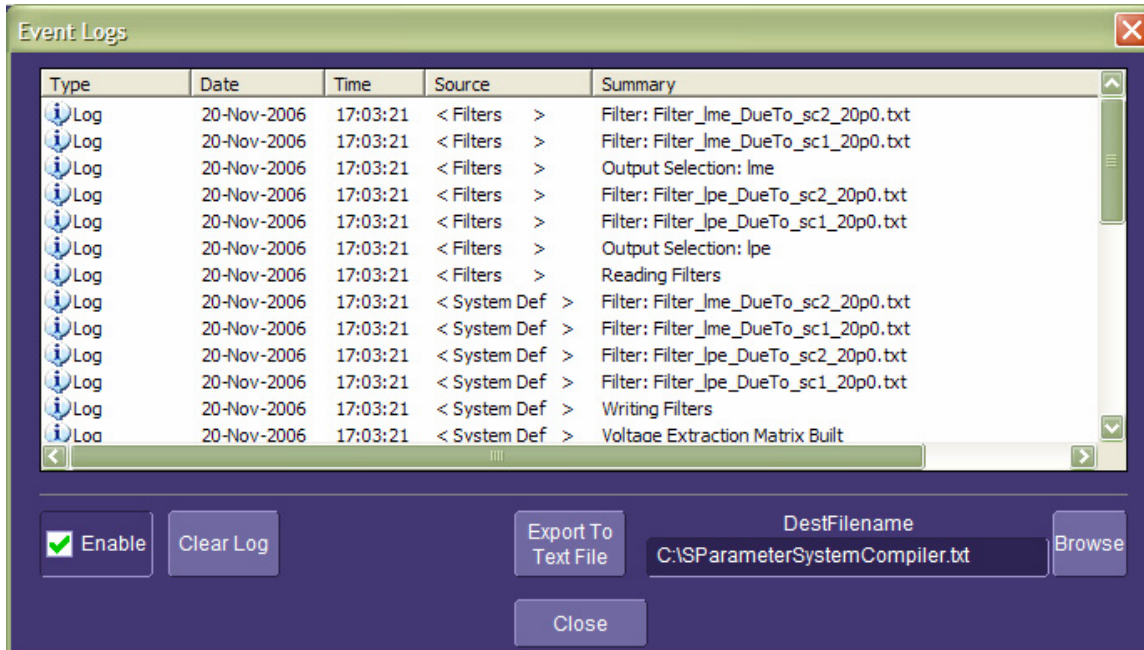 Event Logs
Type Date Time Source Summary
Log 20-Nov-2006 17:03:21 < Filters > Filter: Filter_lme_DueTo_sc2_20p0.txt
Log 20-Nov-2006 17:03:21 < Filters > Filter: Filter_lme_DueTo_sc1_20p0.txt
Log 20-Nov-2006 17:03:21 < Filters > Output Selection: lme
Log 20-Nov-2006 17:03:21 < Filters > Filter: Filter_lpe_DueTo_sc2_20p0.txt
Log 20-Nov-2006 17:03:21 < Filters > Filter: Filter_lpe_DueTo_sc1_20p0.txt
Log 20-Nov-2006 17:03:21 < Filters > Output Selection: lpe
Log 20-Nov-2006 17:03:21 < Filters > Reading Filters
Log 20-Nov-2006 17:03:21 < System Def > Filter: Filter_lme_DueTo_sc2_20p0.txt
Log 20-Nov-2006 17:03:21 < System Def > Filter: Filter_lme_DueTo_sc1_20p0.txt
Log 20-Nov-2006 17:03:21 < System Def > Filter: Filter_lpe_DueTo_sc2_20p0.txt
Log 20-Nov-2006 17:03:21 < System Def > Filter: Filter_lpe_DueTo_sc1_20p0.txt
Log 20-Nov-2006 17:03:21 < System Def > Writing Filters
Log 20-Nov-2006 17:03:21 < System Def > Voltage Extraction Matrix Built
Enable
Clear Log
Export To
Text File
DestFilename
C:\SParameterSystemCompiler.txt
Browse
Close